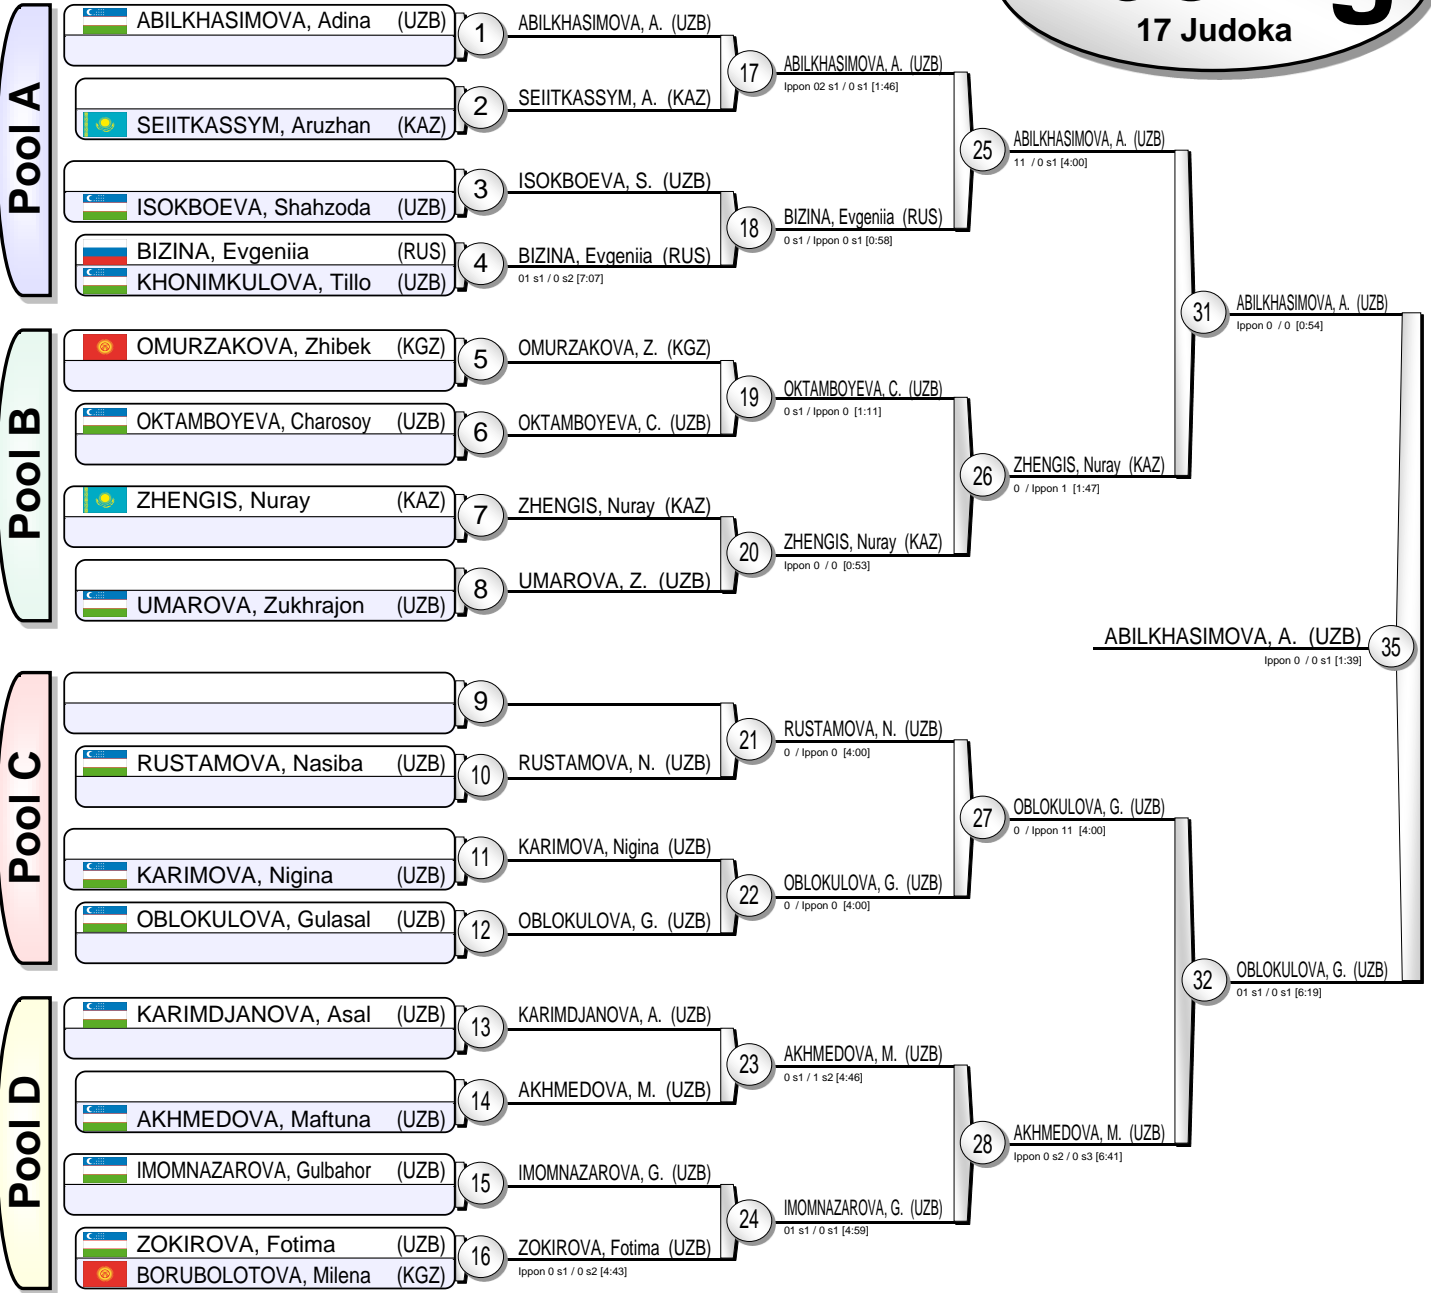 17 Judoka
Pool A
ABILKHASIMOVA, Adina (UZB)
1
SEIITKASSYM, Aruzhan (KAZ)
2
ISOKBOEVA, Shahzoda (UZB)
3
BIZINA, Evgeniia (RUS)
KHONIMKULOVA, Tillo (UZB)
4
Pool B
OMURZAKOVA, Zhibek (KGZ)
5
OKTAMBOYEVA, Charosoy (UZB)
6
ZHENGIS, Nuray (KAZ)
7
UMAROVA, Zukhrajon (UZB)
8
Pool C
9
RUSTAMOVA, Nasiba (UZB)
10
KARIMOVA, Nigina (UZB)
11
OBLOKULOVA, Gulasal (UZB)
12
Pool D
KARIMDJANOVA, Asal (UZB)
13
AKHMEDOVA, Maftuna (UZB)
14
IMOMNAZAROVA, Gulbahor (UZB)
15
ZOKIROVA, Fotima (UZB)
BORUBOLOTOVA, Milena (KGZ)
16
ABILKHASIMOVA, A. (UZB)
SEIITKASSYM, A. (KAZ)
17
ISOKBOEVA, S. (UZB)
BIZINA, Evgeniia (RUS)
01 s1 / 0 s2 [7:07]
18
OMURZAKOVA, Z. (KGZ)
OKTAMBOYEVA, C. (UZB)
19
ZHENGIS, Nuray (KAZ)
UMAROVA, Z. (UZB)
20
RUSTAMOVA, N. (UZB)
21
KARIMOVA, Nigina (UZB)
OBLOKULOVA, G. (UZB)
22
KARIMDJANOVA, A. (UZB)
AKHMEDOVA, M. (UZB)
23
IMOMNAZAROVA, G. (UZB)
ZOKIROVA, Fotima (UZB)
Ippon 0 s1 / 0 s2 [4:43]
24
ABILKHASIMOVA, A. (UZB)
Ippon 02 s1 / 0 s1 [1:46]
BIZINA, Evgeniia (RUS)
0 s1 / Ippon 0 s1 [0:58]
25
OKTAMBOYEVA, C. (UZB)
0 s1 / Ippon 0 [1:11]
ZHENGIS, Nuray (KAZ)
Ippon 0 / 0 [0:53]
26
RUSTAMOVA, N. (UZB)
0 / Ippon 0 [4:00]
OBLOKULOVA, G. (UZB)
0 / Ippon 0 [4:00]
27
AKHMEDOVA, M. (UZB)
0 s1 / 1 s2 [4:46]
IMOMNAZAROVA, G. (UZB)
01 s1 / 0 s1 [4:59]
28
ABILKHASIMOVA, A. (UZB)
11 / 0 s1 [4:00]
ZHENGIS, Nuray (KAZ)
0 / Ippon 1 [1:47]
31
OBLOKULOVA, G. (UZB)
0 / Ippon 11 [4:00]
AKHMEDOVA, M. (UZB)
Ippon 0 s2 / 0 s3 [6:41]
32
ABILKHASIMOVA, A. (UZB)
Ippon 0 / 0 [0:54]
OBLOKULOVA, G. (UZB)
01 s1 / 0 s1 [6:19]
ABILKHASIMOVA, A. (UZB)
35
Ippon 0 / 0 s1 [1:39]